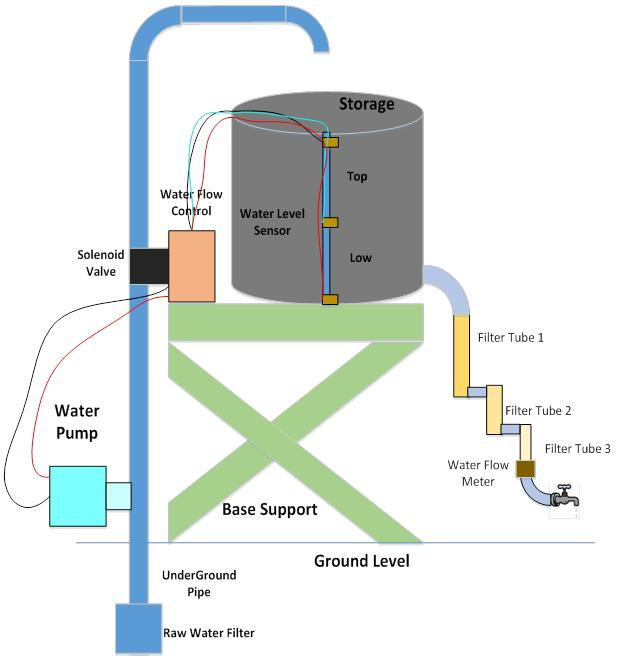 Storage
Top
Water Flow
Control
Water Level
Sensor
Solenoid
Valve
Low
Filter Tube 1
Water
Pump
Filter Tube 2
Filter Tube 3
Water Flow
Meter
Base Support
Ground Level
UnderGround
Pipe
Raw Water Filter